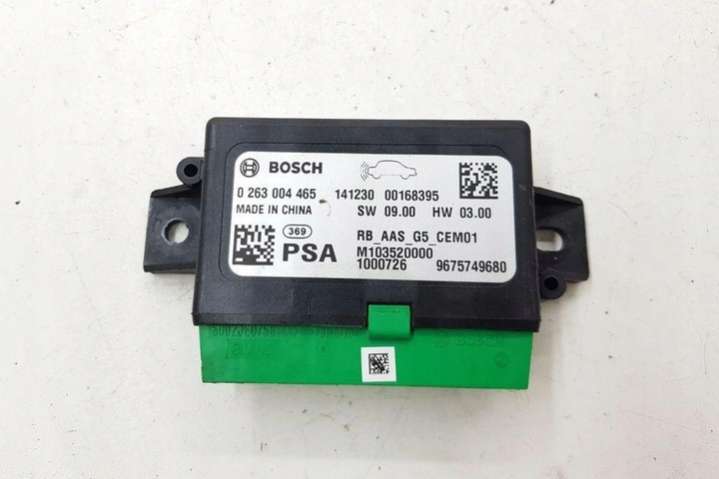 BOSCH
0 263 004 465 141230 00168395
MADE IN CHINA SW 09.00 HW 03.00
369 RB_AAS_G5_CEM01
PSA M103520000
1000726 9675749680
BOSCH